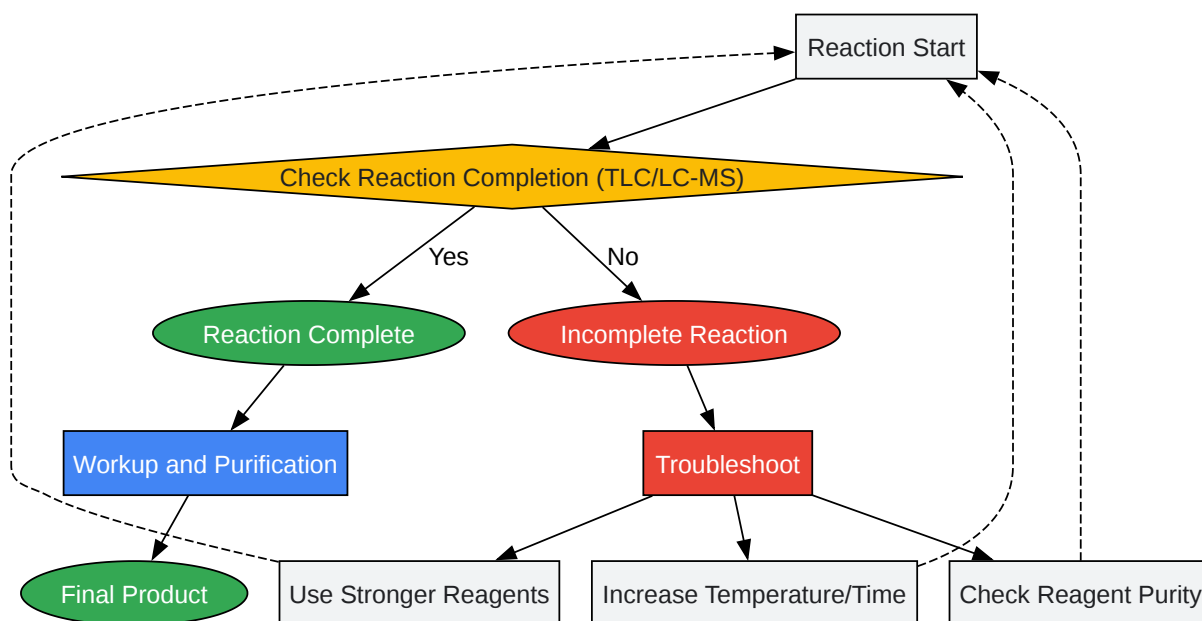 Reaction Start
Check Reaction Completion (TLC/LC-MS)
Yes
No
Reaction Complete
Incomplete Reaction
Workup and Purification
Troubleshoot
Final Product
Use Stronger Reagents
Increase Temperature/Time
Check Reagent Purity